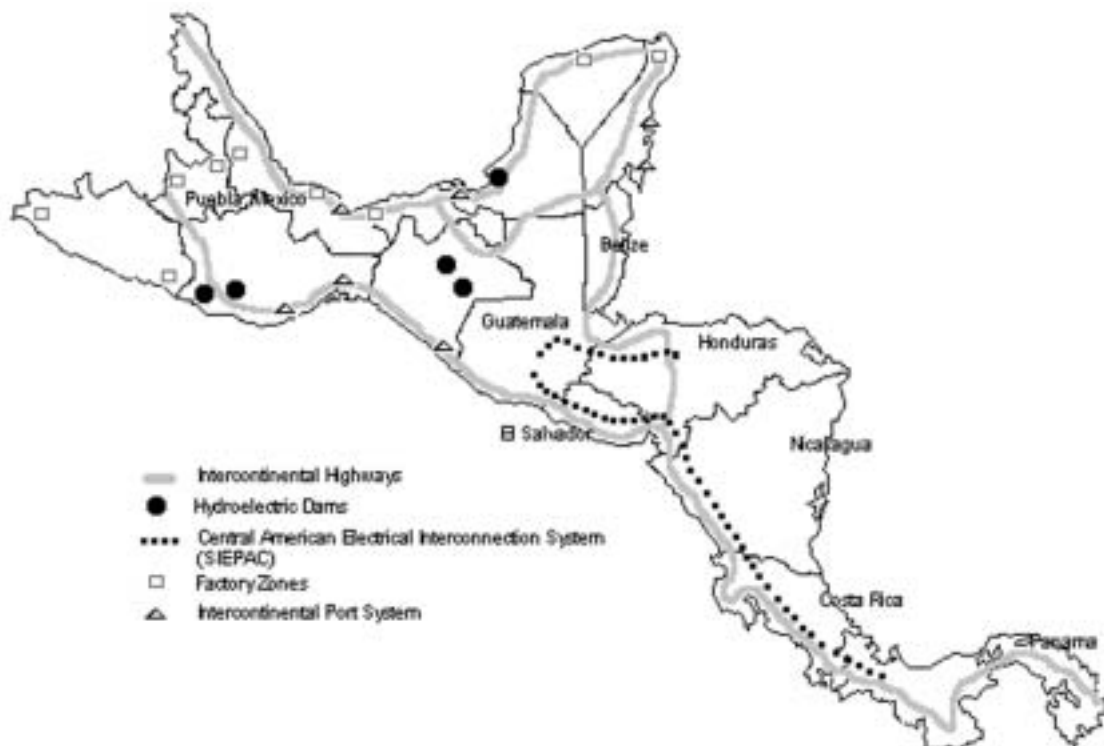 Puebla, Mexico
Belize
Guatemala
Honduras
El Salvador
Nicaragua
Costa Rica
Panama
Intercontinental Highways
Hydroelectric Dams
Central American Electrical Interconnection System
(SIEPAC)
Factory Zones
Intercontinental Port System